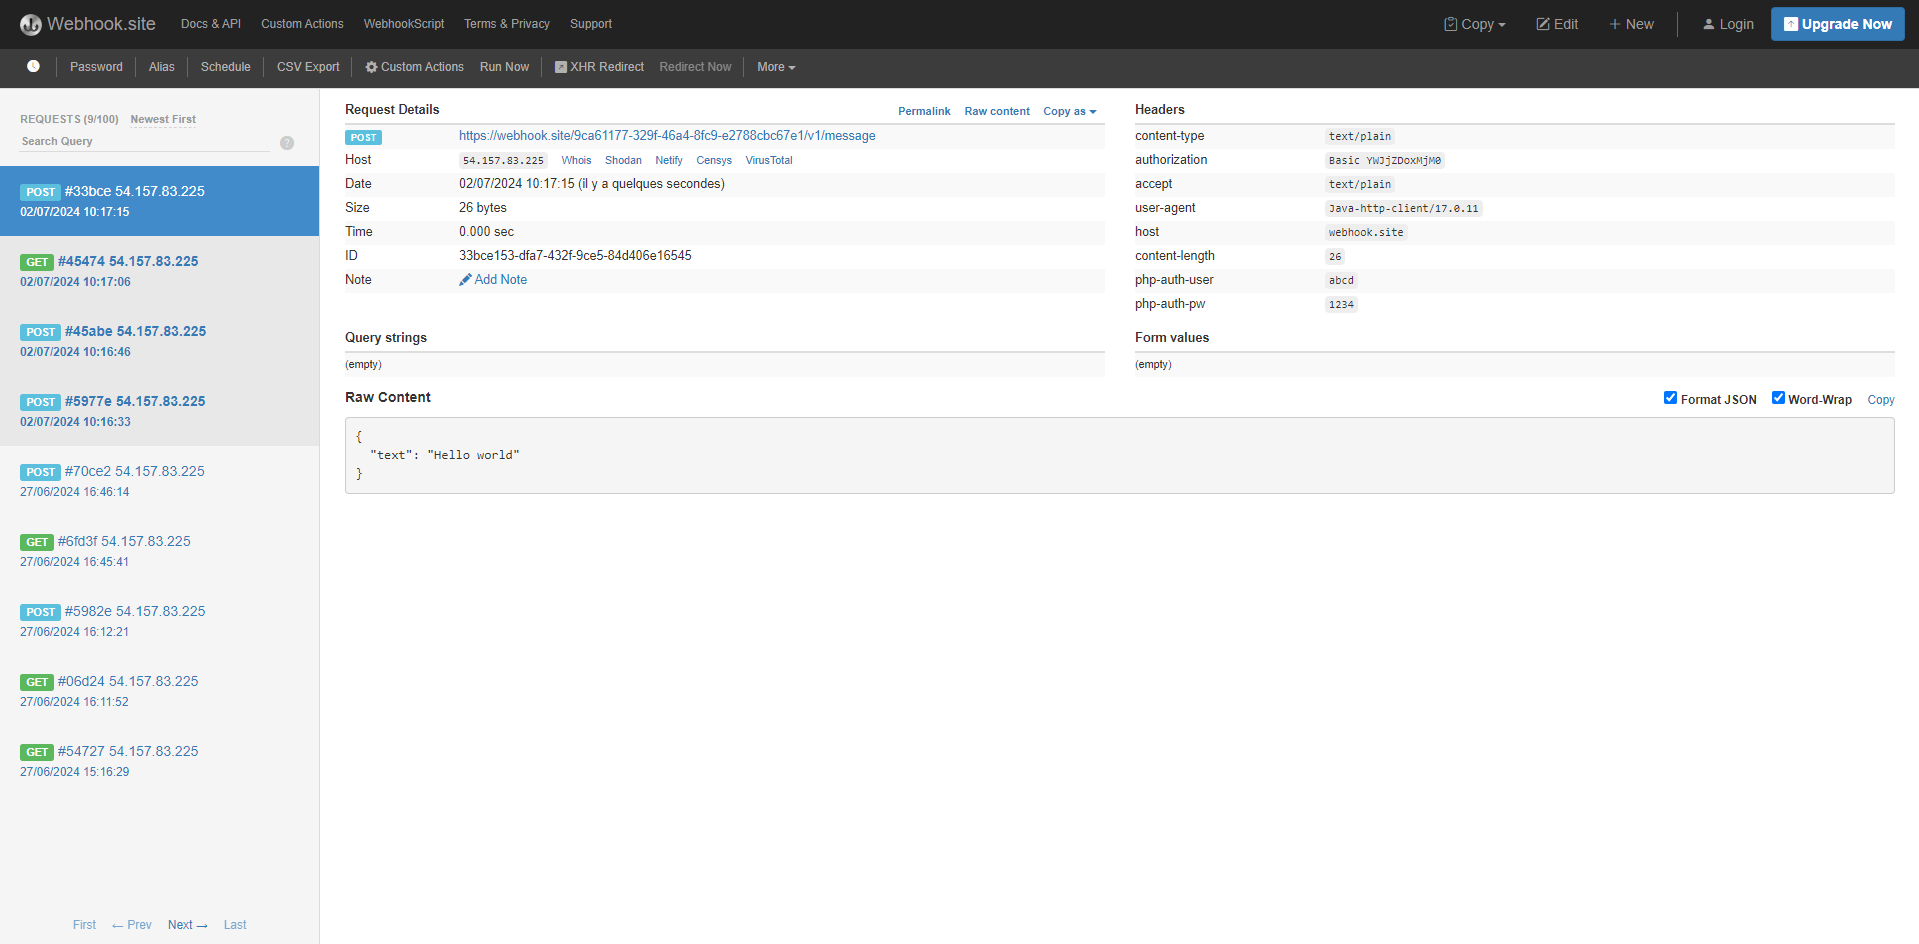 Webhook.site Docs & API Custom Actions WebhookScript Terms & Privacy Support Copy Edit + New Login Upgrade Now
Password Alias Schedule CSV Export Custom Actions Run Now XHR Redirect Redirect Now More
REQUESTS (9/100) Newest First
Search Query ?
POST #33bce 54.157.83.225
02/07/2024 10:17:15
GET #45474 54.157.83.225
02/07/2024 10:17:06
POST #45abe 54.157.83.225
02/07/2024 10:16:46
POST #5977e 54.157.83.225
02/07/2024 10:16:33
POST #70ce2 54.157.83.225
27/06/2024 16:46:14
GET #6fd3f 54.157.83.225
27/06/2024 16:45:41
POST #5982e 54.157.83.225
27/06/2024 16:12:21
GET #06d24 54.157.83.225
27/06/2024 16:11:52
GET #54727 54.157.83.225
27/06/2024 15:16:29
First ← Prev Next → Last
Request Details Permalink Raw content Copy as
POST https://webhook.site/9ca61177-329f-46a4-8fc9-e2788cbc67e1/v1/message
Host 54.157.83.225 Whois Shodan Netify Censys VirusTotal
Date 02/07/2024 10:17:15 (il y a quelques secondes)
Size 26 bytes
Time 0.000 sec
ID 33bce153-dfa7-432f-9ce5-84d406e16545
Note Add Note
Headers
content-type text/plain
authorization Basic YWJjZDoxMjM0
accept text/plain
user-agent Java-http-client/17.0.11
host webhook.site
content-length 26
php-auth-user abcd
php-auth-pw 1234
Query strings
(empty)
Form values
(empty)
Raw Content Format JSON Word-Wrap Copy
{
"text": "Hello world"
}